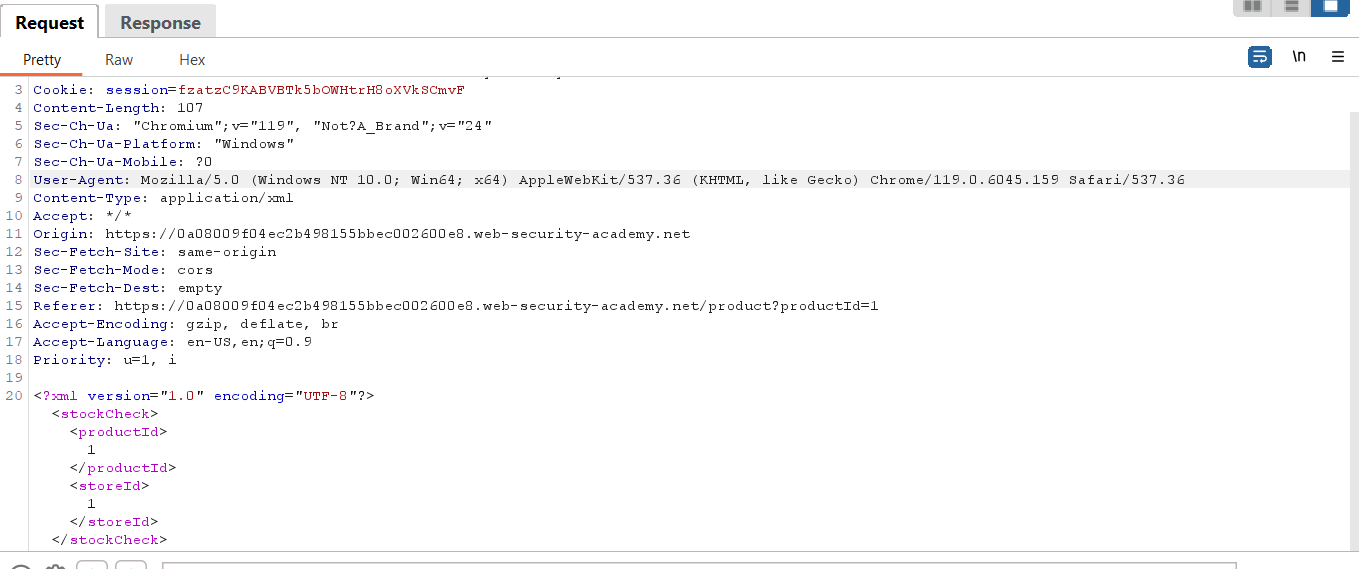 Request Response
Pretty Raw Hex \n
3 Cookie: session=fzatzC9KABVBTk5bOWHtrH8oXVkSCmvF
4 Content-Length: 107
5 Sec-Ch-Ua: "Chromium";v="119", "Not?A_Brand";v="24"
6 Sec-Ch-Ua-Platform: "Windows"
7 Sec-Ch-Ua-Mobile: ?0
8 User-Agent: Mozilla/5.0 (Windows NT 10.0; Win64; x64) AppleWebKit/537.36 (KHTML, like Gecko) Chrome/119.0.6045.159 Safari/537.36
9 Content-Type: application/xml
10 Accept: */*
11 Origin: https://0a08009f04ec2b498155bbec002600e8.web-security-academy.net
12 Sec-Fetch-Site: same-origin
13 Sec-Fetch-Mode: cors
14 Sec-Fetch-Dest: empty
15 Referer: https://0a08009f04ec2b498155bbec002600e8.web-security-academy.net/product?productId=1
16 Accept-Encoding: gzip, deflate, br
17 Accept-Language: en-US,en;q=0.9
18 Priority: u=1, i
19
20 <?xml version="1.0" encoding="UTF-8"?>
<stockCheck>
<productId>
1
</productId>
<storeId>
1
</storeId>
</stockCheck>